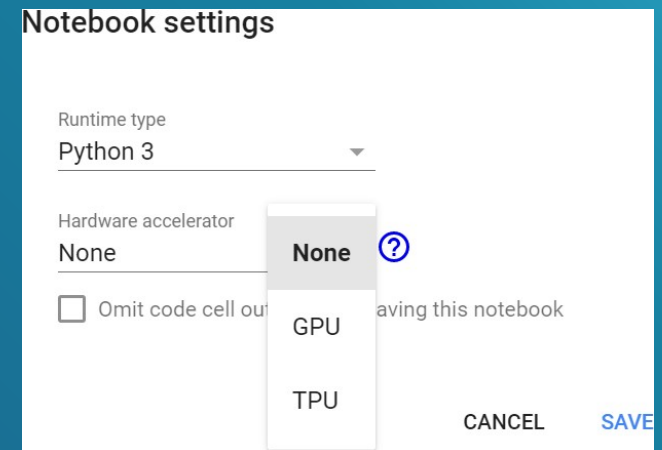 Notebook settings
Runtime type
Python 3
Hardware accelerator
None
None
GPU
TPU
Omit code cell out aving this notebook
CANCEL SAVE